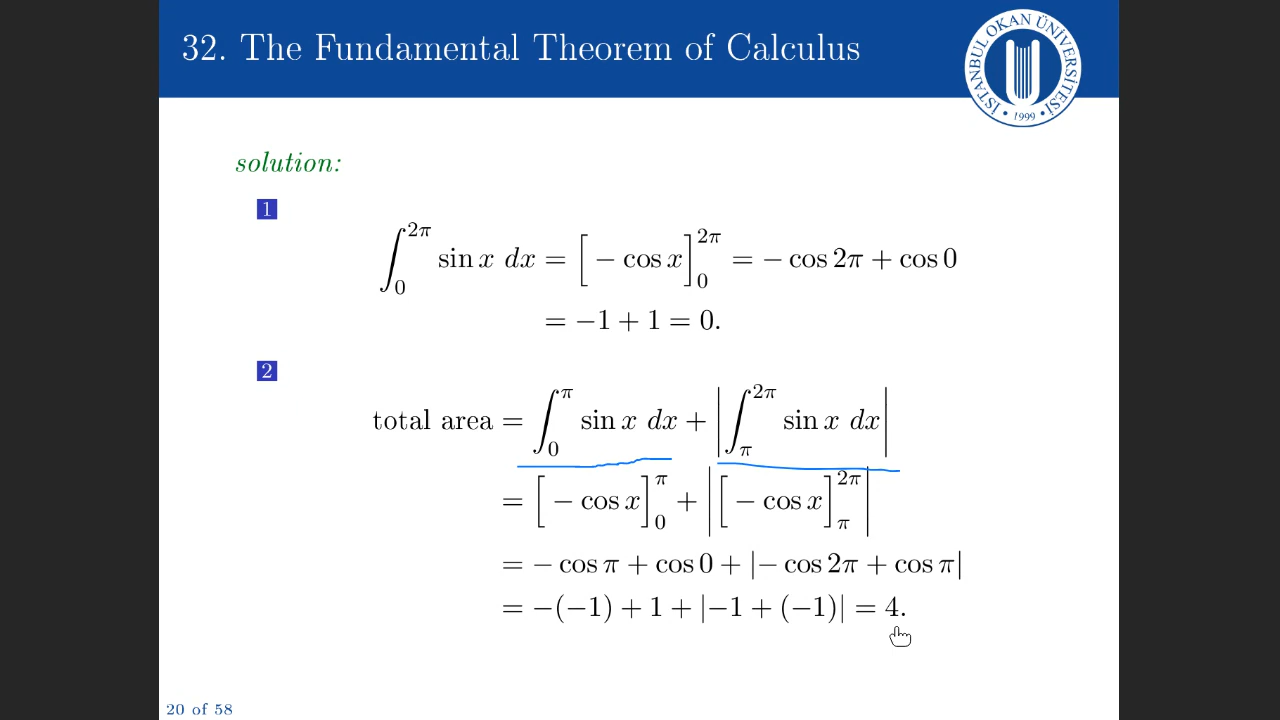 32. The Fundamental Theorem of Calculus
İSTANBUL OKAN ÜNİVERSİTESİ • 1999 •
solution:
1
∫₀^{2π} sin x dx = [ − cos x ]₀^{2π} = − cos 2π + cos 0
= −1 + 1 = 0.
2
total area = ∫₀^{π} sin x dx + |∫_π^{2π} sin x dx|
= [ − cos x ]₀^{π} + |[ − cos x ]_π^{2π}|
= − cos π + cos 0 + |− cos 2π + cos π|
= −(−1) + 1 + |−1 + (−1)| = 4.
20 of 58